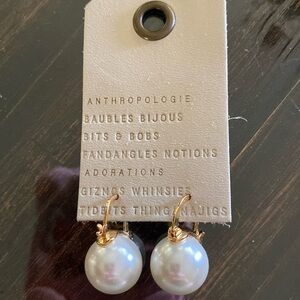 ANTHROPOLOGIE
BAUBLES BIJOUS
BITS & BOBS
FANDANGLES NOTIONS
ADORATIONS
GIZMOS WHIMSIES
TIDBITS THINGAMAJIGS